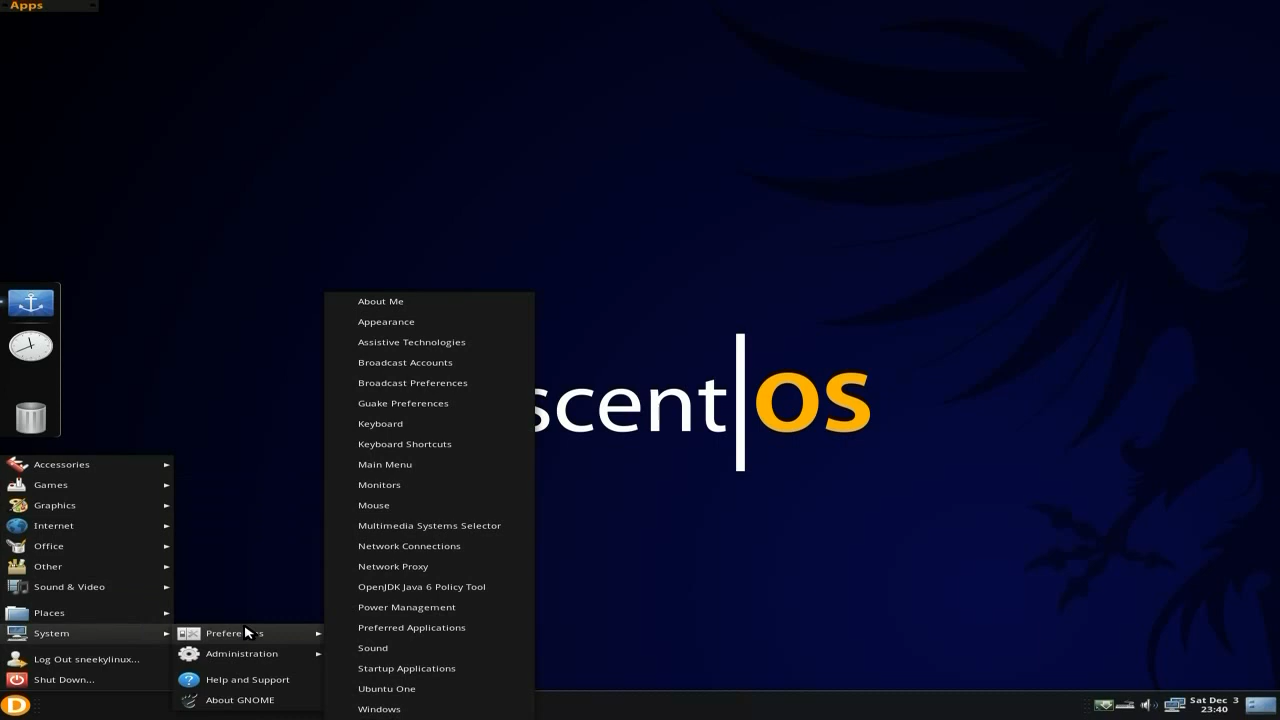 Apps
scent|OS
About Me
Appearance
Assistive Technologies
Broadcast Accounts
Broadcast Preferences
Guake Preferences
Keyboard
Keyboard Shortcuts
Main Menu
Monitors
Mouse
Multimedia Systems Selector
Network Connections
Network Proxy
OpenJDK Java 6 Policy Tool
Power Management
Preferred Applications
Sound
Startup Applications
Ubuntu One
Windows
Accessories
Games
Graphics
Internet
Office
Other
Sound & Video
Places
System
Log Out sneekylinux...
Shut Down...
Preferences
Administration
Help and Support
About GNOME
D
Sat Dec 3
23:40